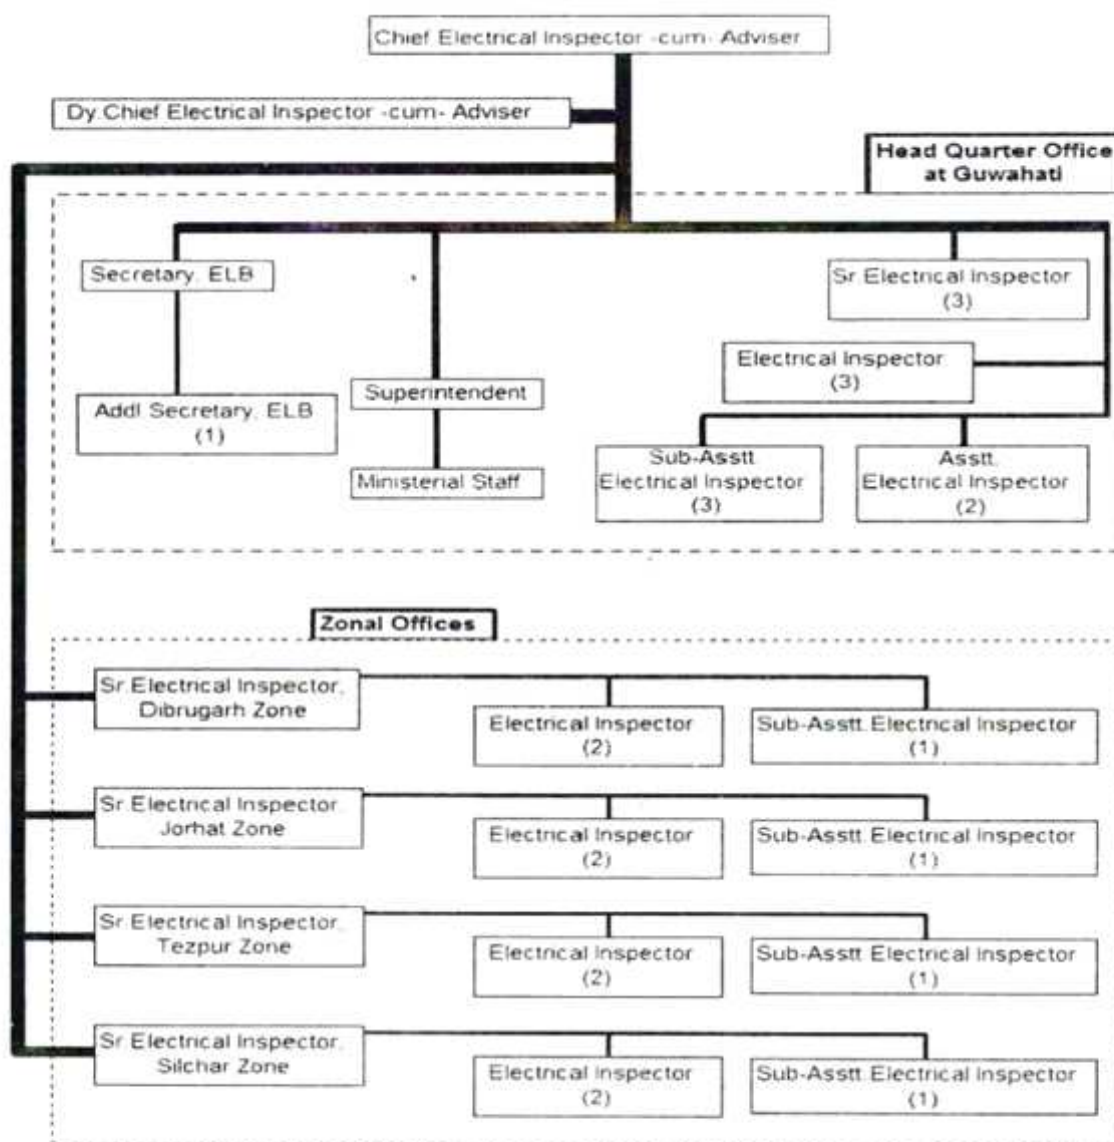 Chief Electrical Inspector -cum- Adviser
Dy.Chief Electrical Inspector -cum- Adviser
Head Quarter Office
at Guwahati
Secretary, ELB
Sr.Electrical Inspector
(3)
Electrical Inspector
(3)
Superintendent
Addl.Secretary, ELB
(1)
Sub-Asstt.
Electrical Inspector
(3)
Asstt.
Electrical Inspector
(2)
Ministerial Staff
Zonal Offices
Sr.Electrical Inspector,
Dibrugarh Zone
Electrical Inspector
(2)
Sub-Asstt.Electrical Inspector
(1)
Sr.Electrical Inspector,
Jorhat Zone
Electrical Inspector
(2)
Sub-Asstt.Electrical Inspector
(1)
Sr.Electrical Inspector,
Tezpur Zone
Electrical Inspector
(2)
Sub-Asstt.Electrical Inspector
(1)
Sr.Electrical Inspector,
Silchar Zone
Electrical Inspector
(2)
Sub-Asstt.Electrical Inspector
(1)